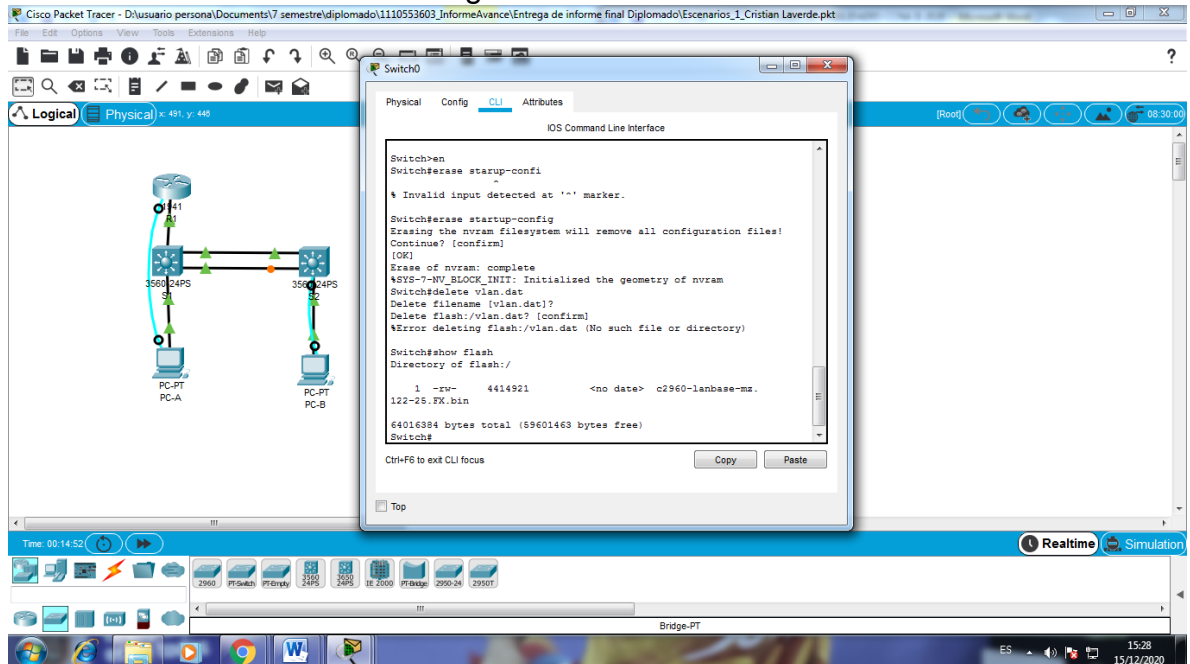 Cisco Packet Tracer - D:\usuario persona\Documents\7 semestre\diplomado\1110553603_InformeAvance\Entrega de informe final Diplomado\Escenarios_1_Cristian Laverde.pkt
File Edit Options View Tools Extensions Help
?
Logical Physical x: 491, y: 446
[Root]
08:30:00
Switch0
Physical Config CLI Attributes
IOS Command Line Interface
Switch>en
Switch#erase starup-confi
^
% Invalid input detected at '^' marker.
Switch#erase startup-config
Erasing the nvram filesystem will remove all configuration files!
Continue? [confirm]
[OK]
Erase of nvram: complete
%SYS-7-NV_BLOCK_INIT: Initialized the geometry of nvram
Switch#delete vlan.dat
Delete filename [vlan.dat]?
Delete flash:/vlan.dat? [confirm]
%Error deleting flash:/vlan.dat (No such file or directory)
Switch#show flash
Directory of flash:/
1 -rw- 4414921 <no date> c2960-lanbase-mz.
122-25.FX.bin
64016384 bytes total (59601463 bytes free)
Switch#
Ctrl+F6 to exit CLI focus
Copy Paste
Top
R1
S1
S2
PC-PT
PC-A
PC-PT
PC-B
Time: 00:14:52
Realtime Simulation
2960 PT-Switch PT-Empty 3560 24PS 3650 24PS IE 2000 PT-Bridge 2950-24 2950T
Bridge-PT
ES
15:28
15/12/2020